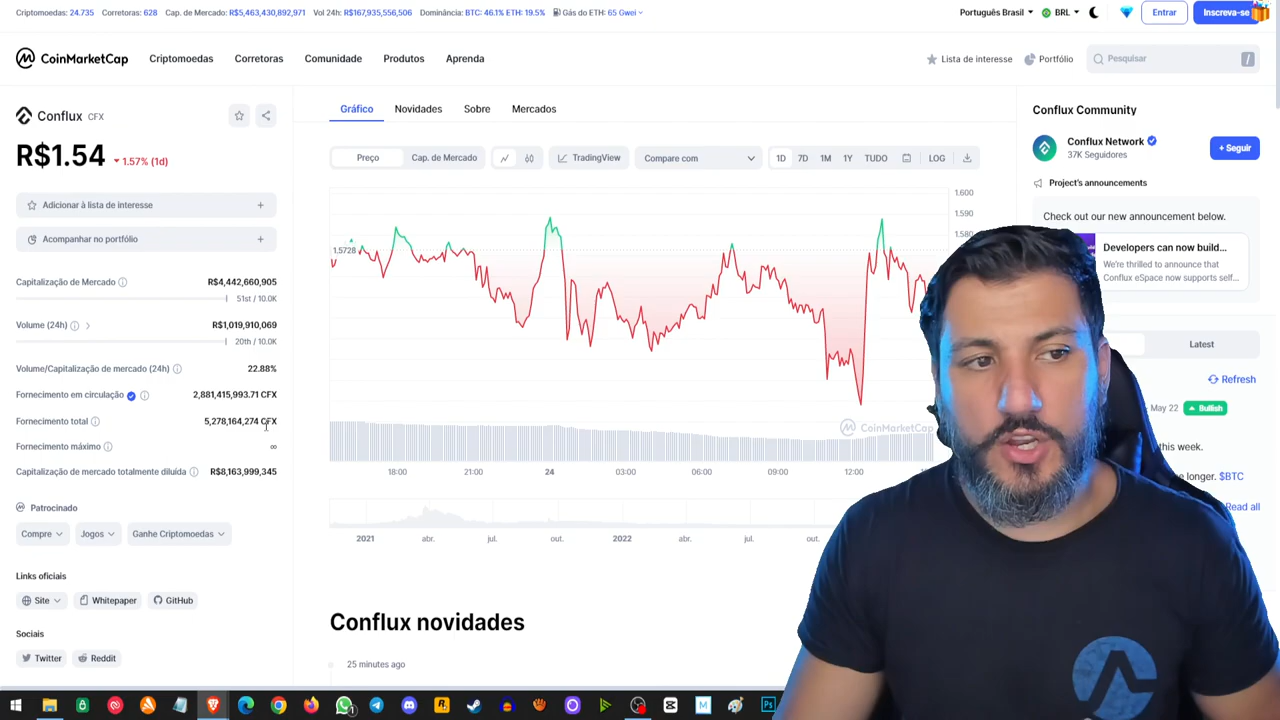 Criptomoedas: 24.735 Corretoras: 628 Cap. de Mercado: R$5,463,430,892,971 Vol 24h: R$167,935,556,506 Dominância: BTC: 46.1% ETH: 19.5% Gás do ETH: 65 Gwei Português Brasil BRL Entrar Inscreva-se
CoinMarketCap Criptomoedas Corretoras Comunidade Produtos Aprenda Lista de interesse Portfólio Pesquisar /
Conflux CFX
R$1.54 1.57% (1d)
Adicionar à lista de interesse +
Acompanhar no portfólio +
Capitalização de Mercado R$4,442,660,905
51st / 10.0K
Volume (24h) R$1,019,910,069
20th / 10.0K
Volume/Capitalização de mercado (24h) 22.88%
Fornecimento em circulação 2,881,415,993.71 CFX
Fornecimento total 5,278,164,274 CFX
Fornecimento máximo ∞
Capitalização de mercado totalmente diluída R$8,163,999,345
Patrocinado
Compre Jogos Ganhe Criptomoedas
Links oficiais
Site Whitepaper GitHub
Sociais
Twitter Reddit
Gráfico Novidades Sobre Mercados
Preço Cap. de Mercado TradingView Compare com 1D 7D 1M 1Y TUDO LOG
1.600
1.590
1.580
1.5728
CoinMarketCap
18:00 21:00 24 03:00 06:00 09:00 12:00
2021 abr. jul. out. 2022 abr. jul. out.
Conflux novidades
25 minutes ago
Conflux Community
Conflux Network
37K Seguidores
+ Seguir
Project's announcements
Check out our new announcement below.
Developers can now build...
We're thrilled to announce that
Conflux eSpace now supports self...
Latest
Refresh
May 22 Bullish
this week.
longer. $BTC
Read all